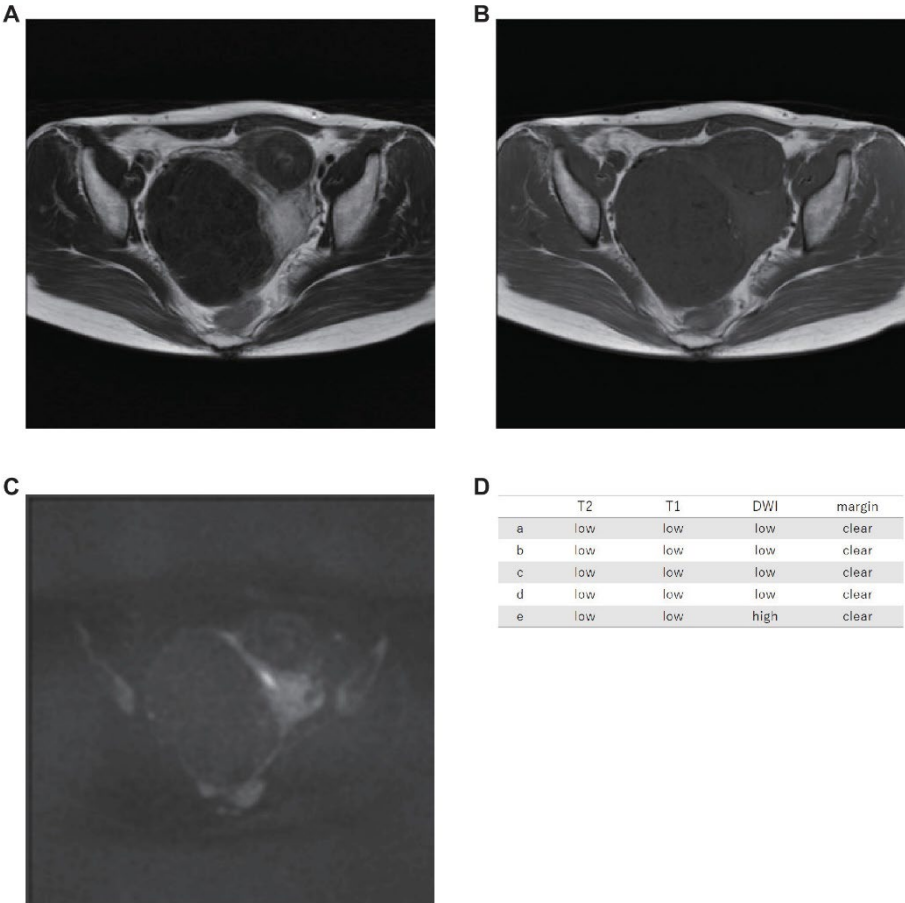 A
B
C
D
T2 T1 DWI margin
a low low low clear
b low low low clear
c low low low clear
d low low low clear
e low low high clear